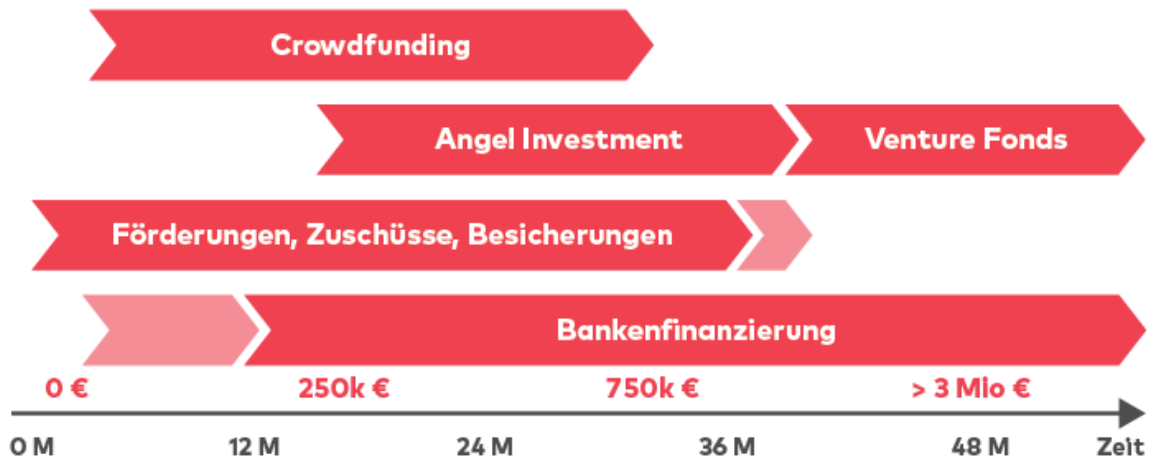 Crowdfunding
Angel Investment
Venture Fonds
Förderungen, Zuschüsse, Besicherungen
Bankenfinanzierung
0 € 250k € 750k € > 3 Mio €
0 M 12 M 24 M 36 M 48 M Zeit